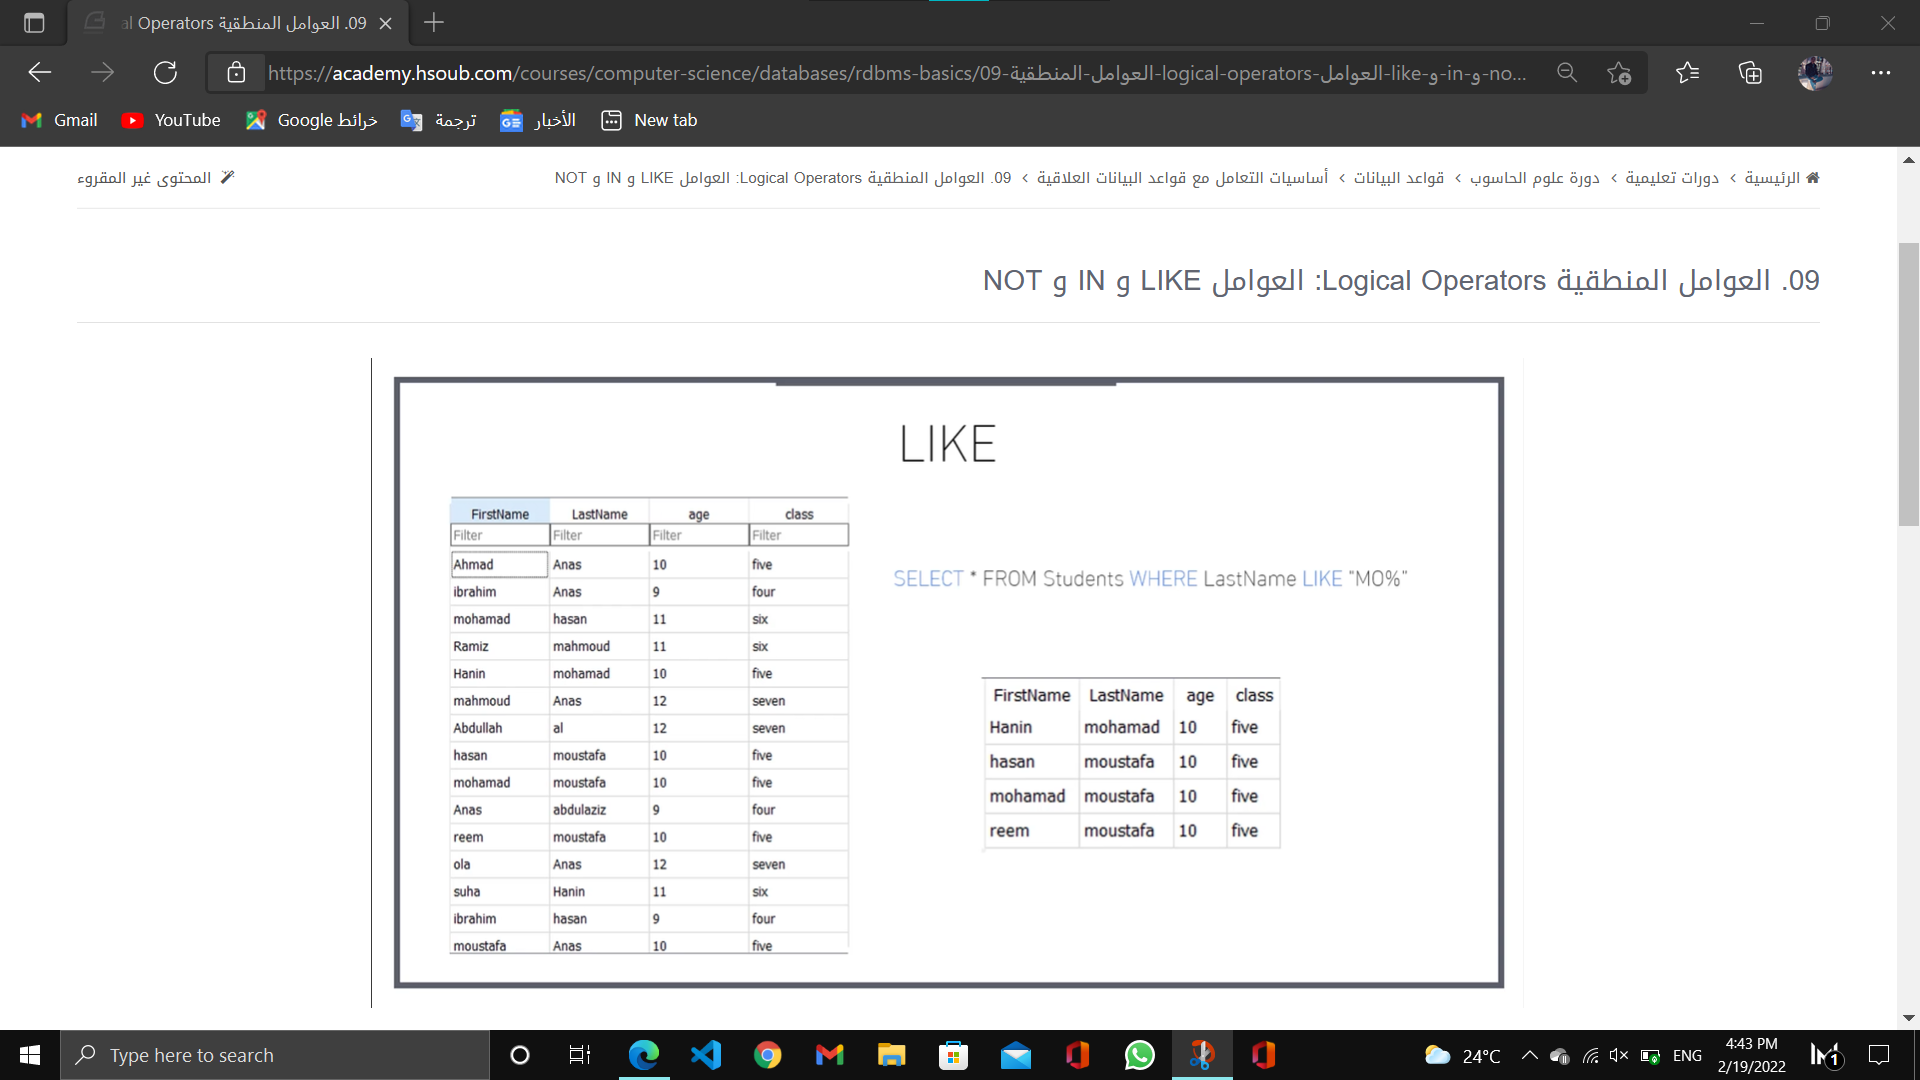 09. العوامل المنطقية al Operators
https://academy.hsoub.com/courses/computer-science/databases/rdbms-basics/09-العوامل-المنطقية-logical-operators-العوامل-like-و-in-و-no...
Gmail
YouTube
خرائط Google
ترجمة
الأخبار
New tab
الرئيسية › دورات تعليمية › دورة علوم الحاسوب › قواعد البيانات › أساسيات التعامل مع قواعد البيانات العلاقية › 09. العوامل المنطقية Logical Operators: العوامل LIKE و IN و NOT
المحتوى غير المقروء
09. العوامل المنطقية Logical Operators: العوامل LIKE و IN و NOT
LIKE
FirstName LastName age class
Filter Filter Filter Filter
Ahmad Anas 10 five
ibrahim Anas 9 four
mohamad hasan 11 six
Ramiz mahmoud 11 six
Hanin mohamad 10 five
mahmoud Anas 12 seven
Abdullah al 12 seven
hasan moustafa 10 five
mohamad moustafa 10 five
Anas abdulaziz 9 four
reem moustafa 10 five
ola Anas 12 seven
suha Hanin 11 six
ibrahim hasan 9 four
moustafa Anas 10 five
SELECT * FROM Students WHERE LastName LIKE "MO%"
FirstName LastName age class
Hanin mohamad 10 five
hasan moustafa 10 five
mohamad moustafa 10 five
reem moustafa 10 five
Type here to search
24°C
ENG
4:43 PM
2/19/2022
1